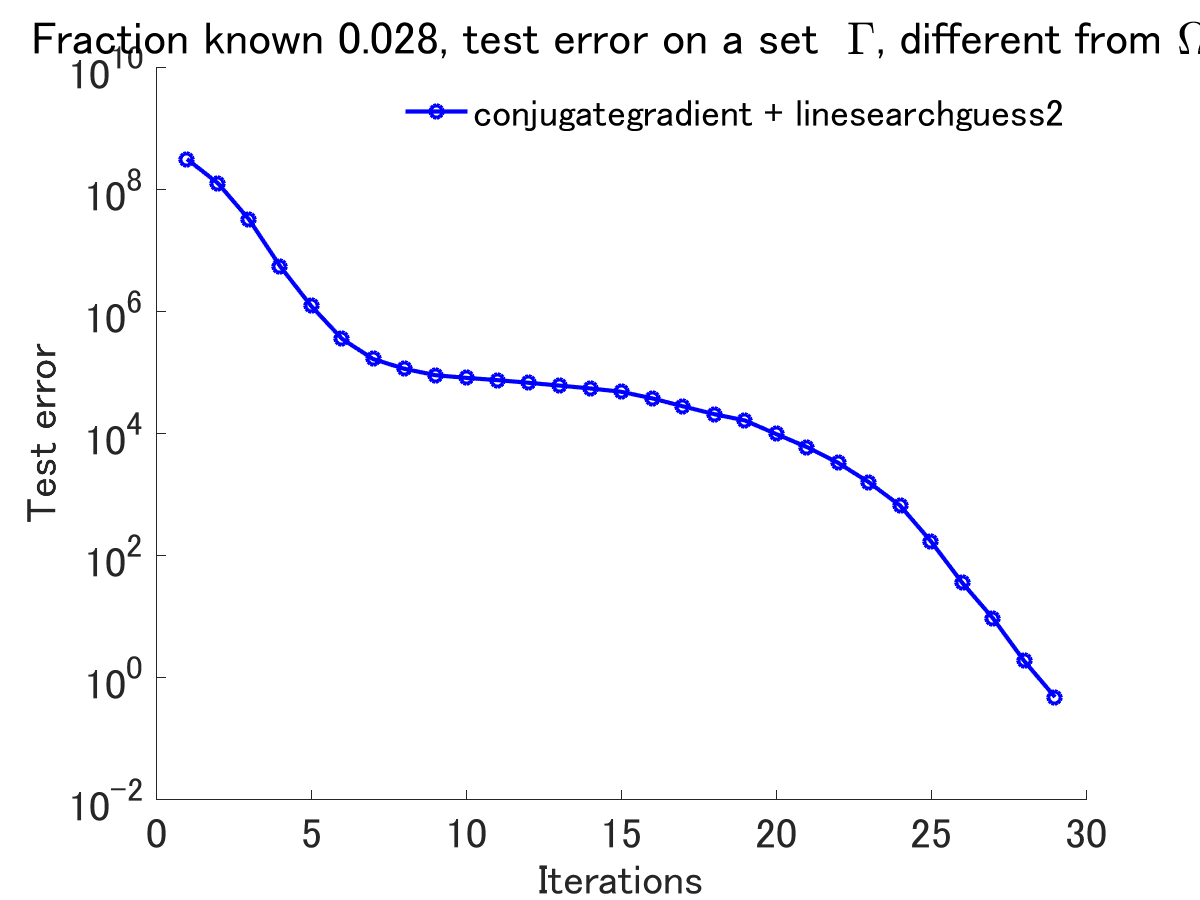 Fraction known 0.028, test error on a set Γ, different from Ω
10^10
conjugategradient + linesearchguess2
10^8
10^6
10^4
10^2
10^0
10^−2
Test error
0 5 10 15 20 25 30
Iterations